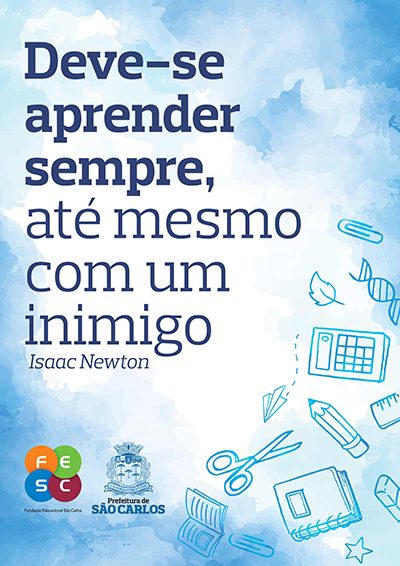 Deve-se
aprender
sempre,
até mesmo
com um
inimigo
Isaac Newton
F E
S C
Fundação Educacional São Carlos
Prefeitura de
SÃO CARLOS